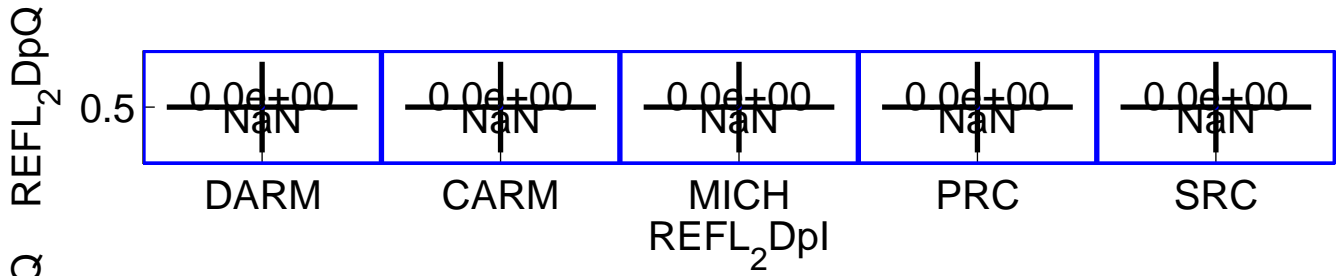 REFL₂DpQ
0.5
0.0e+00 0.0e+00 0.0e+00 0.0e+00 0.0e+00
NaN NaN NaN NaN NaN
DARM CARM MICH PRC SRC
REFL₂DpI
Q